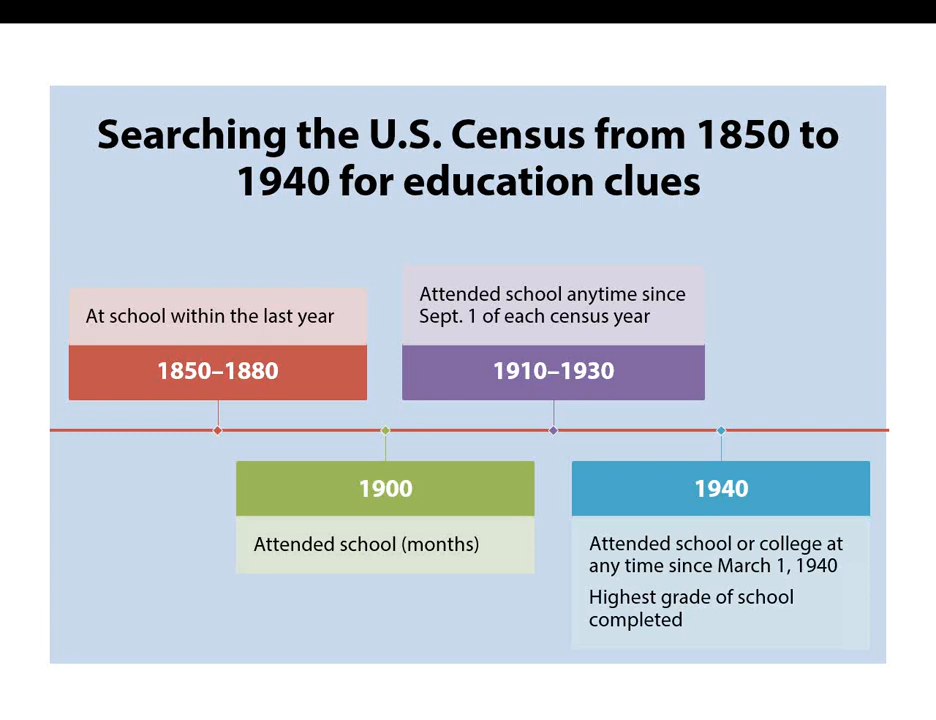 Searching the U.S. Census from 1850 to
1940 for education clues
At school within the last year
1850–1880
Attended school anytime since
Sept. 1 of each census year
1910–1930
1900
Attended school (months)
1940
Attended school or college at
any time since March 1, 1940
Highest grade of school
completed